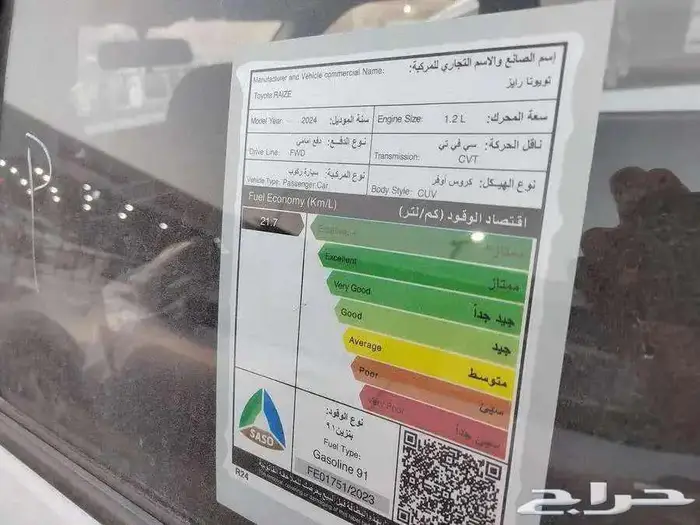 إسم الصانع والاسم التجاري للمركبة:
Manufacturer and Vehicle commercial Name:
تويوتا رايز
Toyota RAIZE
سعة المحرك: 1.2 L Engine Size:
سنة الموديل: 2024 Model Year:
ناقل الحركة: سي في تي
Transmission: CVT
نوع الدفع: دفع امامي
Drive Line: FWD
نوع الهيكل: كروس أوفر
Body Style: CUV
نوع المركبة: سيارة ركوب
Vehicle Type: Passenger Car
Fuel Economy (Km/L) اقتصاد الوقود (كم/لتر)
21.7
Excellent ممتاز
Very Good جيد جداً
Good جيد
Average متوسط
Poor سيئ
Very Poor سيئ جداً
نوع الوقود:
بنزين ٩١
Fuel Type:
Gasoline 91
FE01751/2023
SASO
R24
حراج